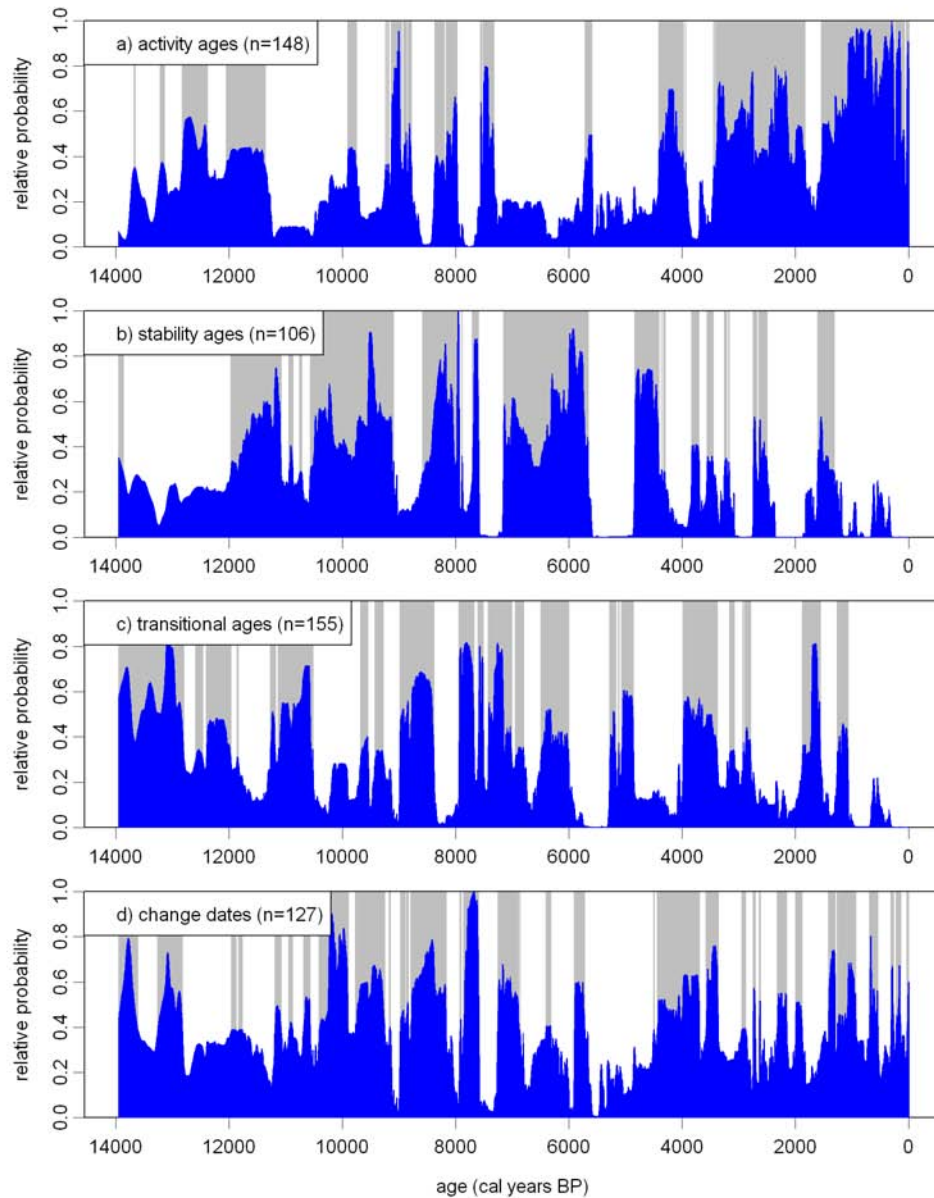 a) activity ages (n=148)
relative probability
0.0 0.2 0.4 0.6 0.8 1.0
14000 12000 10000 8000 6000 4000 2000 0
b) stability ages (n=106)
relative probability
0.0 0.2 0.4 0.6 0.8 1.0
14000 12000 10000 8000 6000 4000 2000 0
c) transitional ages (n=155)
relative probability
0.0 0.2 0.4 0.6 0.8 1.0
14000 12000 10000 8000 6000 4000 2000 0
d) change dates (n=127)
relative probability
0.0 0.2 0.4 0.6 0.8 1.0
14000 12000 10000 8000 6000 4000 2000 0
age (cal years BP)